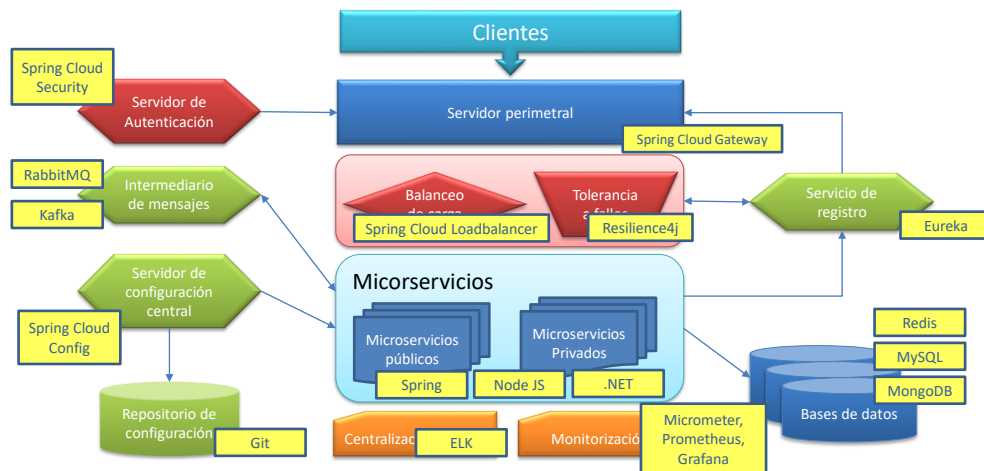 Clientes
Spring Cloud
Security
Servidor de
Autenticación
Servidor perimetral
Spring Cloud Gateway
RabbitMQ
Kafka
Intermediario
de mensajes
Balanceo
de carga
Spring Cloud Loadbalancer
Tolerancia
a fallos
Resilience4j
Servicio de
registro
Eureka
Servidor de
configuración
central
Spring Cloud
Config
Micorservicios
Microservicios
públicos
Spring
Node JS
Microservicios
Privados
.NET
Redis
MySQL
MongoDB
Bases de datos
Repositorio de
configuración
Git
ELK
Micrometer,
Prometheus,
Grafana